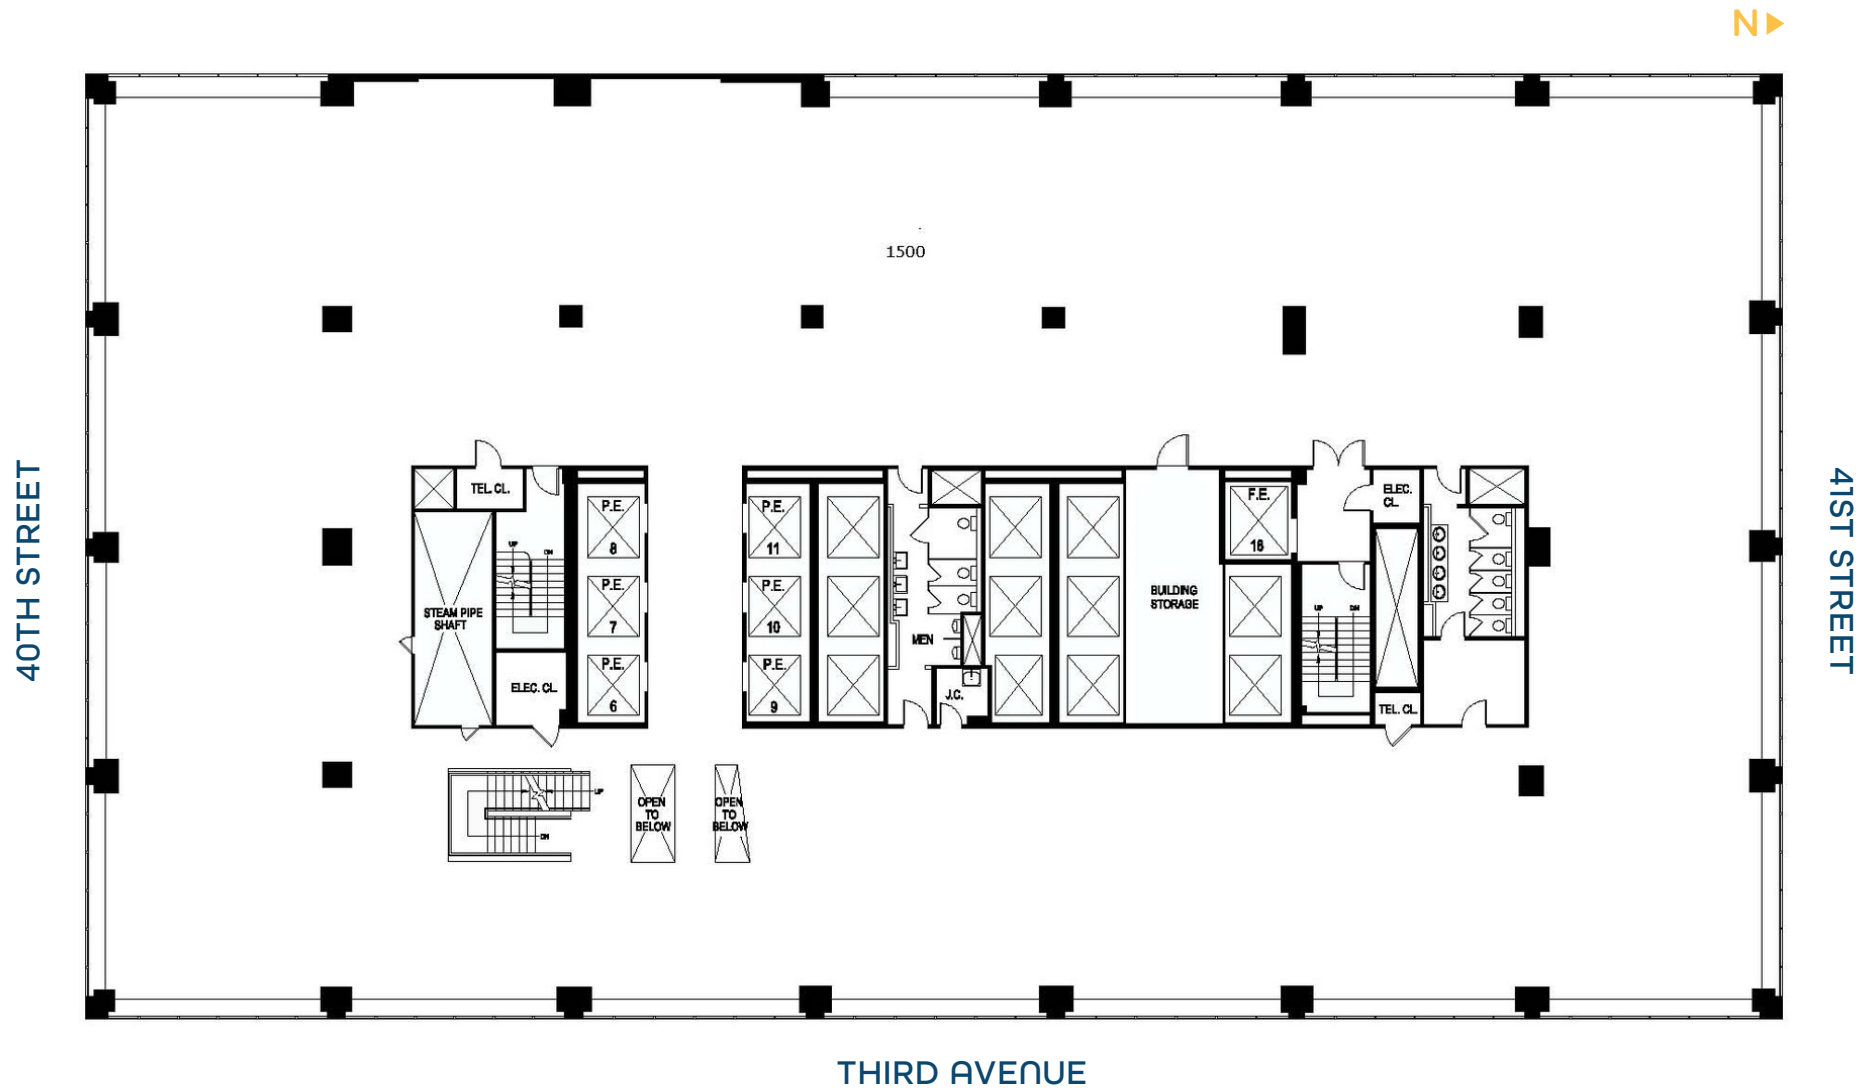 N
1500
TEL. CL.
P.E.
8
P.E.
11
F.E.
16
ELEC.
CL.
UP
DN
P.E.
7
P.E.
10
STEAM PIPE
SHAFT
BUILDING
STORAGE
UP
DN
MEN
40TH STREET
41ST STREET
ELEC. CL.
P.E.
6
P.E.
9
J.C.
TEL. CL.
UP
DN
OPEN
TO
BELOW
OPEN
TO
BELOW
THIRD AVENUE